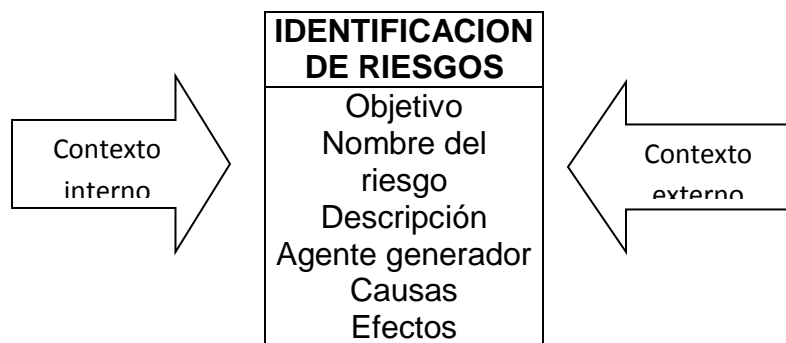 IDENTIFICACION
DE RIESGOS
Objetivo
Nombre del
riesgo
Descripción
Agente generador
Causas
Efectos
Contexto
interno
Contexto
externo